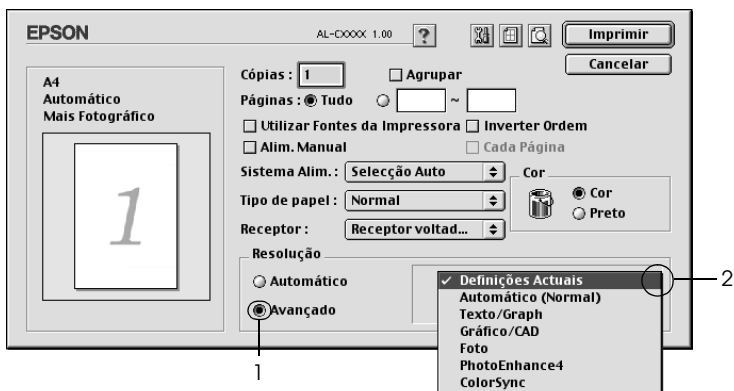 EPSON
AL-CXXXX 1.00
?
Imprimir
Cancelar
A4
Automático
Mais Fotográfico
1
Cópias : 1
Agrupar
Páginas : Tudo ~
Utilizar Fontes da Impressora Inverter Ordem
Alim. Manual Cada Página
Sistema Alim. : Selecção Auto
Tipo de papel : Normal
Receptor : Receptor voltad...
Cor
Cor
Preto
Resolução
Automático
Avançado
✓ Definições Actuais
Automático (Normal)
Texto/Graph
Gráfico/CAD
Foto
PhotoEnhance4
ColorSync
1
2